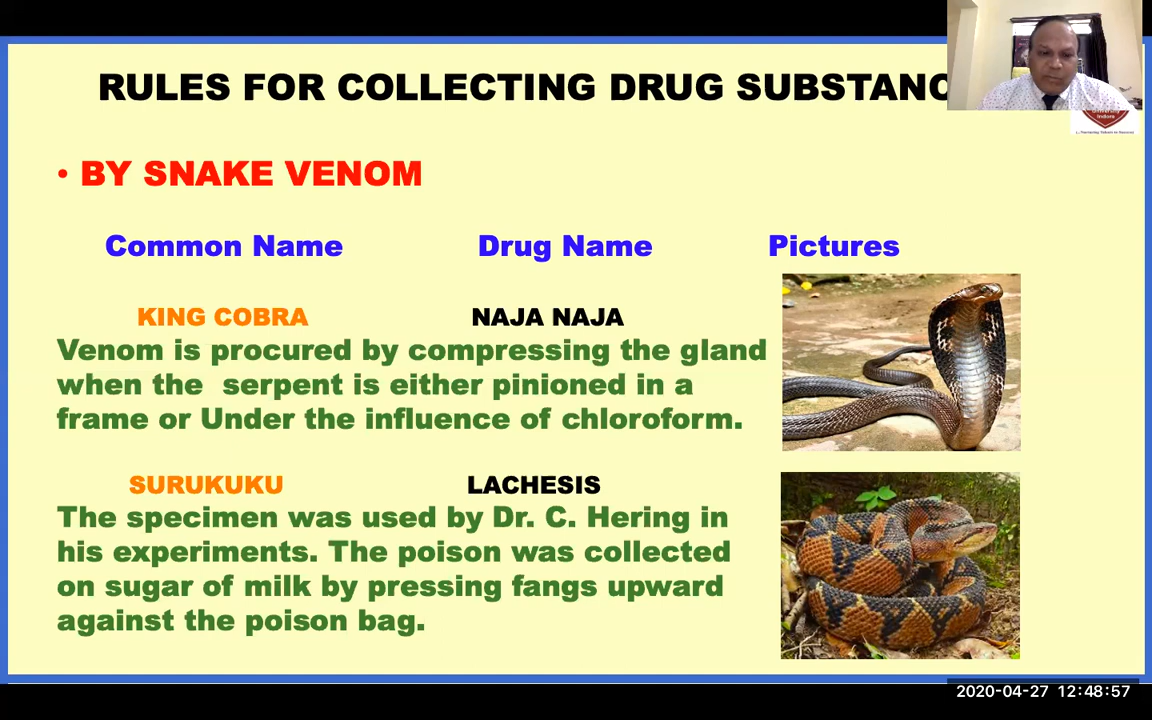 RULES FOR COLLECTING DRUG SUBSTANC
Indore
• BY SNAKE VENOM
Common Name Drug Name Pictures
KING COBRA NAJA NAJA
Venom is procured by compressing the gland
when the serpent is either pinioned in a
frame or Under the influence of chloroform.
SURUKUKU LACHESIS
The specimen was used by Dr. C. Hering in
his experiments. The poison was collected
on sugar of milk by pressing fangs upward
against the poison bag.
2020-04-27 12:48:57